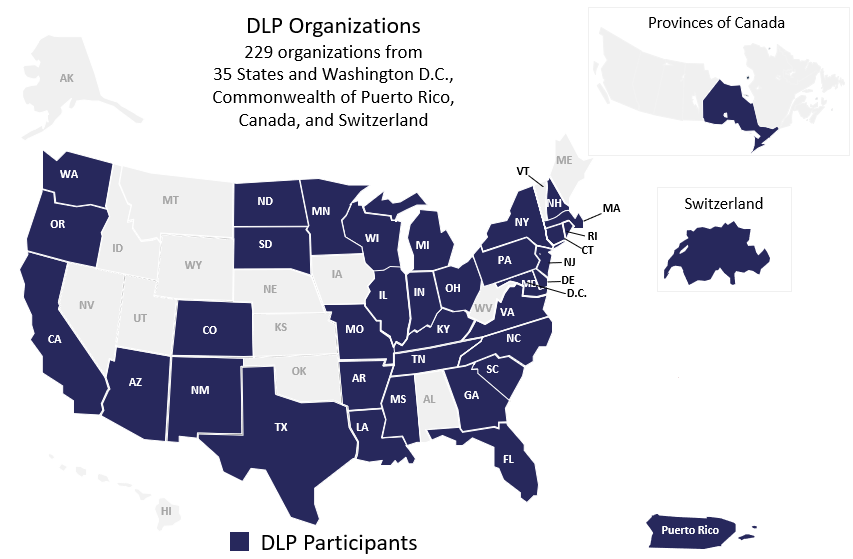 DLP Organizations
229 organizations from
35 States and Washington D.C.,
Commonwealth of Puerto Rico,
Canada, and Switzerland
Provinces of Canada
Switzerland
AK
WA
OR
CA
ID
NV
MT
WY
UT
AZ
CO
NM
ND
SD
NE
KS
OK
TX
MN
IA
MO
AR
LA
WI
IL
MS
MI
IN
KY
TN
AL
OH
WV
GA
FL
SC
NC
VA
PA
NY
VT
NH
ME
MA
RI
CT
NJ
DE
MD
D.C.
HI
Puerto Rico
DLP Participants